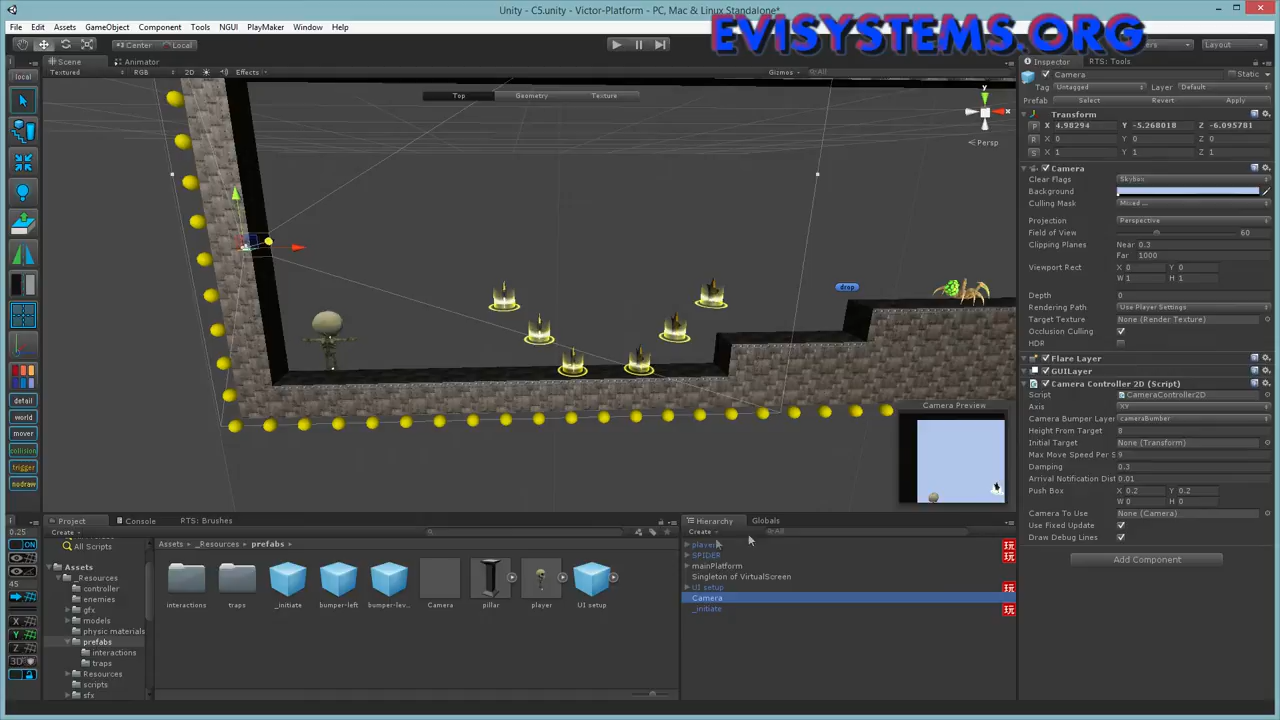 Unity - C5.unity - Victor-Platform - PC, Mac & Linux Standalone*
EVISYSTEMS.ORG
File Edit Assets GameObject Component Tools NGUI PlayMaker Window Help
Center Local
Layout
Scene Animator
Textured RGB 2D Effects Gizmos All
Top Geometry Texture
y
x
Persp
drop
Camera Preview
local
detail
world
mover
collision
trigger
nodraw
Inspector RTS: Tools
Camera Static
Tag Untagged Layer Default
Prefab Select Revert Apply
Transform
P X 4.98294 Y -5.268018 Z -6.095781
R X 0 Y 0 Z 0
S X 1 Y 1 Z 1
Camera
Clear Flags Skybox
Background
Culling Mask Mixed ...
Projection Perspective
Field of View 60
Clipping Planes Near 0.3
Far 1000
Viewport Rect X 0 Y 0
W 1 H 1
Depth 0
Rendering Path Use Player Settings
Target Texture None (Render Texture)
Occlusion Culling
HDR
Flare Layer
GUILayer
Camera Controller 2D (Script)
Script CameraController2D
Axis XY
Camera Bumper Layer cameraBumber
Height From Target 8
Initial Target None (Transform)
Max Move Speed Per S 9
Damping 0.3
Arrival Notification Dist 0.01
Push Box X 0.2 Y 0.2
W 0 H 0
Camera To Use None (Camera)
Use Fixed Update
Draw Debug Lines
Add Component
0.25
ON
45
X
Y
Z
3D
Project Console RTS: Brushes
Create
All Scripts
Assets
_Resources
controller
enemies
gfx
models
physic materials
prefabs
interactions
traps
Resources
scripts
sfx
Assets _Resources prefabs
interactions traps _initiate bumper-left bumper-lev... Camera pillar player UI setup
Hierarchy Globals
Create All
player
SPIDER
mainPlatform
Singleton of VirtualScreen
UI setup
Camera
_initiate